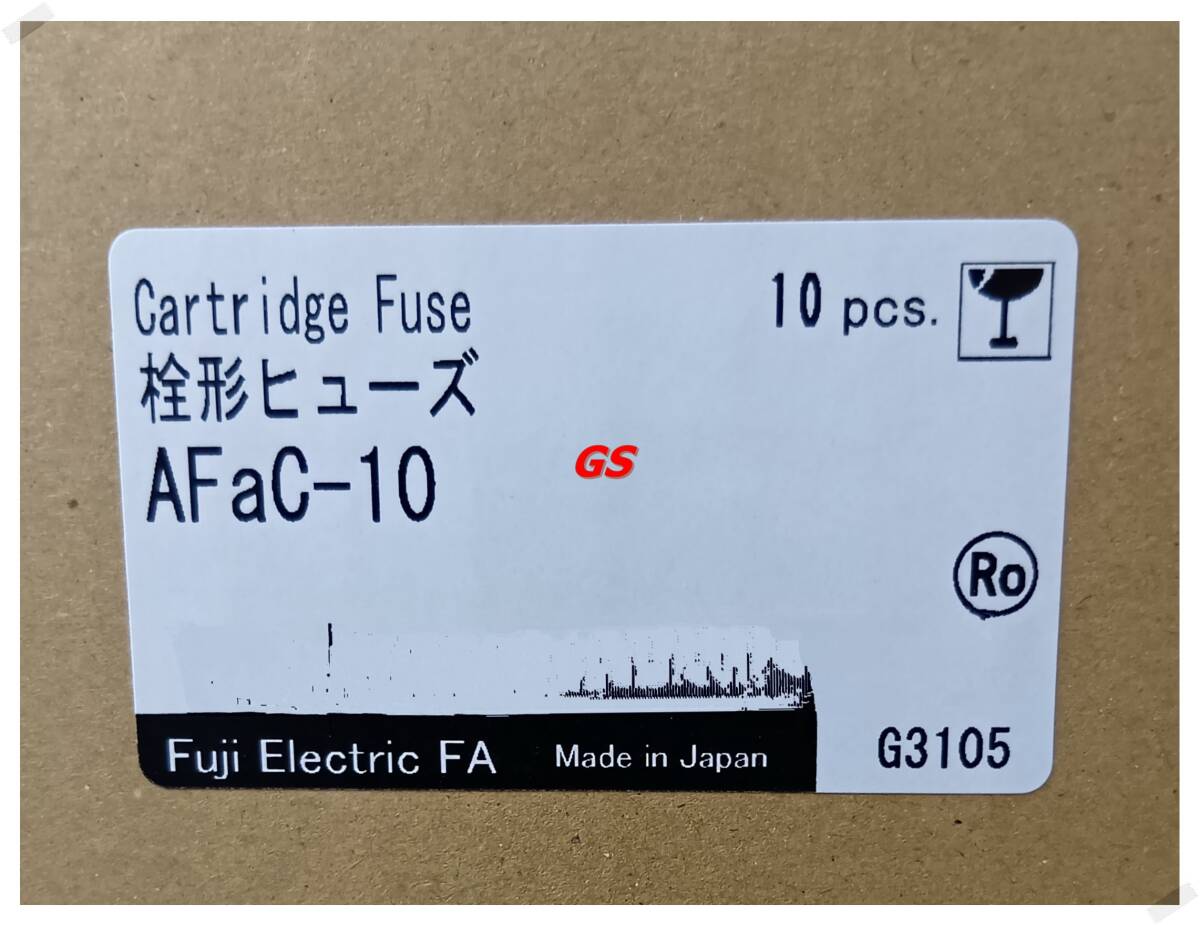 Cartridge Fuse
10 pcs.
栓形ヒューズ
AFaC-10
GS
Ro
Fuji Electric FA
Made in Japan
G3105